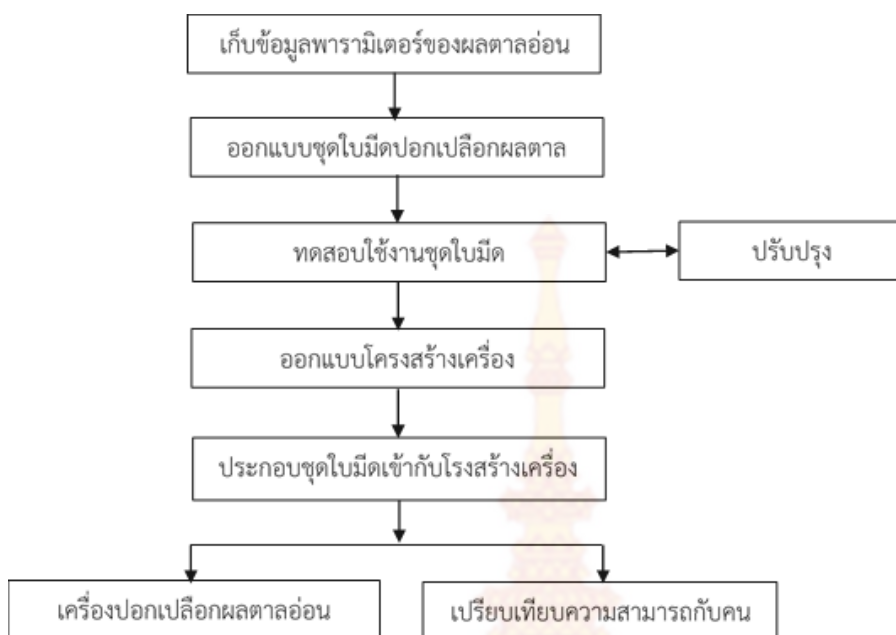 เก็บข้อมูลพารามิเตอร์ของผลตาลอ่อน
ออกแบบชุดใบมีดปอกเปลือกผลตาล
ทดสอบใช้งานชุดใบมีด
ปรับปรุง
ออกแบบโครงสร้างเครื่อง
ประกอบชุดใบมีดเข้ากับโรงสร้างเครื่อง
เครื่องปอกเปลือกผลตาลอ่อน
เปรียบเทียบความสามารถกับคน